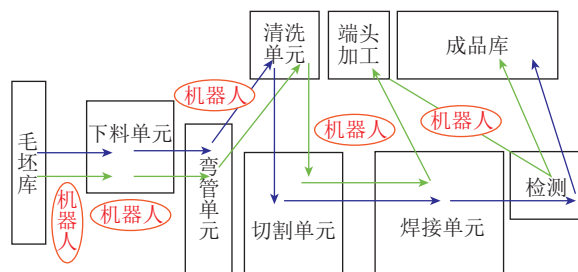 清洗
单元
端头
加工
成品库
机器人
下料单元
机器人
机器人
毛坯库
弯管单元
机器人
机器人
检测
切割单元
焊接单元